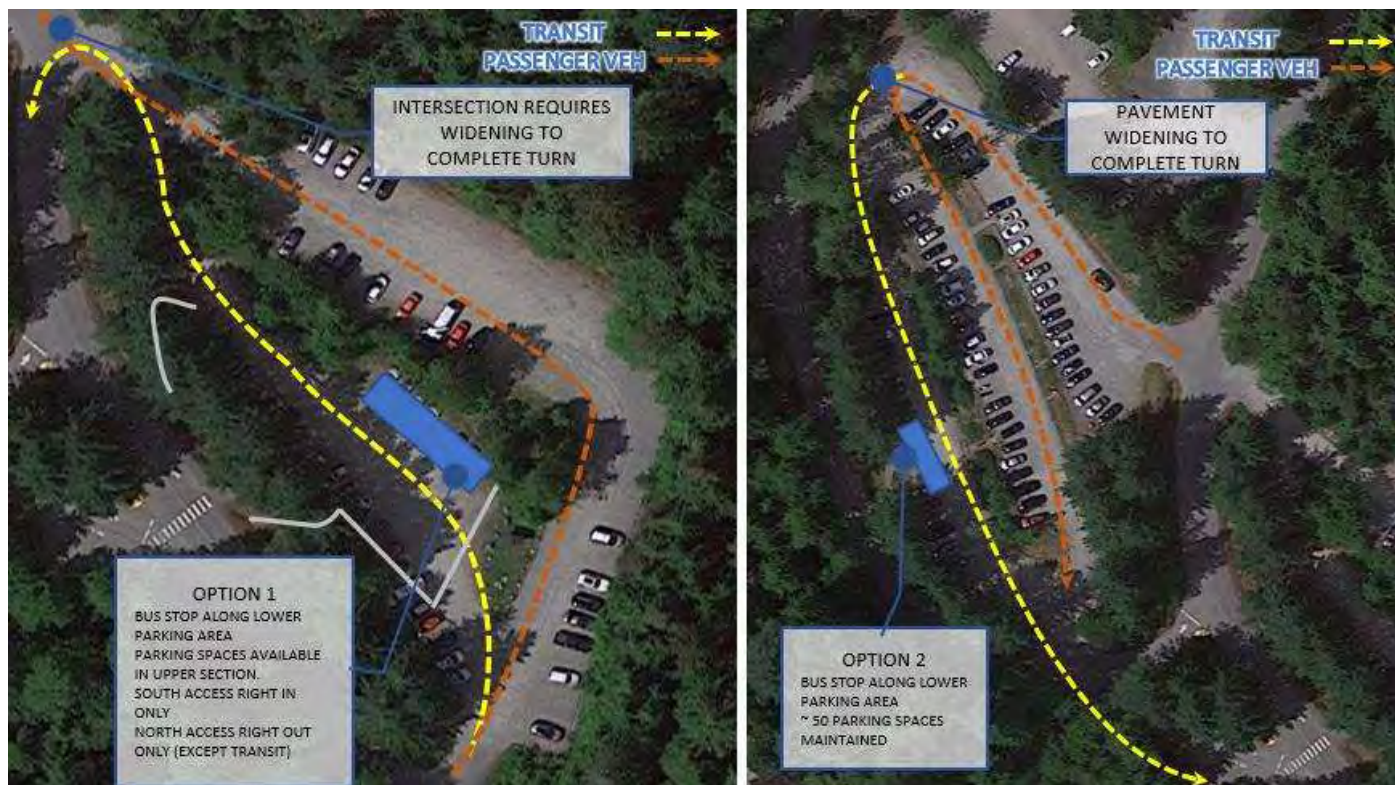 TRANSIT
PASSENGER VEH
INTERSECTION REQUIRES
WIDENING TO
COMPLETE TURN
OPTION 1
BUS STOP ALONG LOWER
PARKING AREA
PARKING SPACES AVAILABLE
IN UPPER SECTION.
SOUTH ACCESS RIGHT IN
ONLY
NORTH ACCESS RIGHT OUT
ONLY (EXCEPT TRANSIT)
TRANSIT
PASSENGER VEH
PAVEMENT
WIDENING TO
COMPLETE TURN
OPTION 2
BUS STOP ALONG LOWER
PARKING AREA
~ 50 PARKING SPACES
MAINTAINED